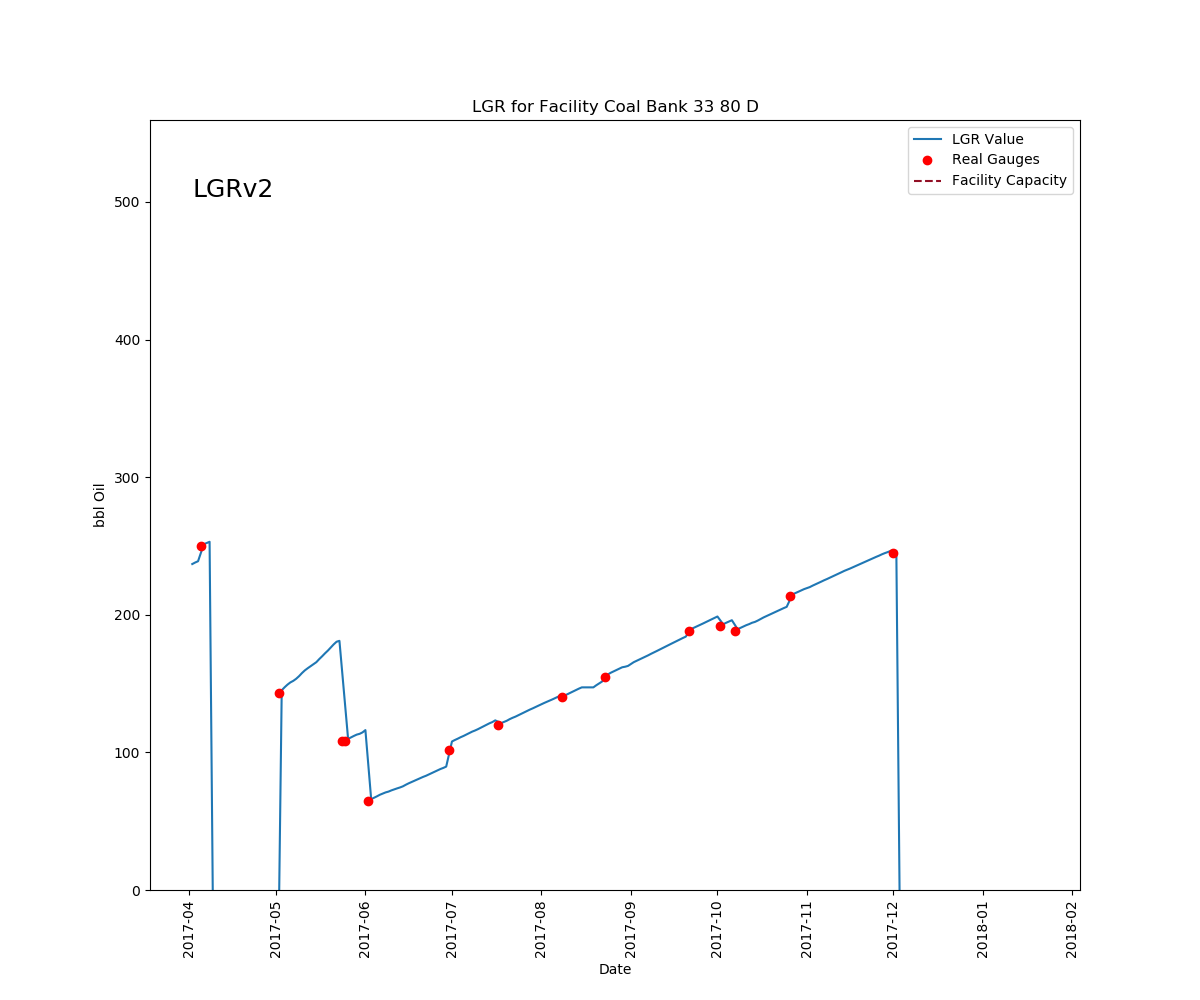 LGR for Facility Coal Bank 33 80 D
LGRv2
LGR Value
Real Gauges
Facility Capacity
bbl Oil
500
400
300
200
100
0
2017-04
2017-05
2017-06
2017-07
2017-08
2017-09
2017-10
2017-11
2017-12
2018-01
2018-02
Date